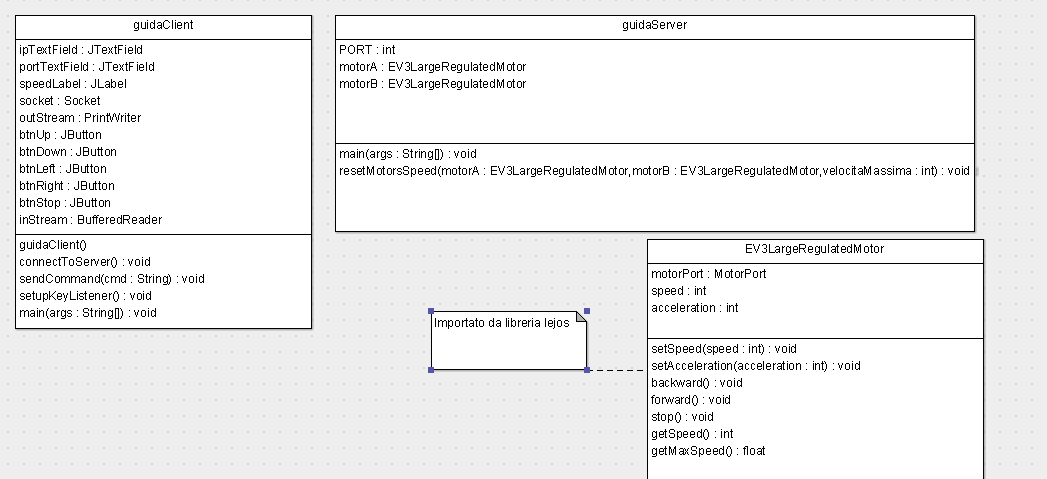 guidaClient
ipTextField : JTextField
portTextField : JTextField
speedLabel : JLabel
socket : Socket
outStream : PrintWriter
btnUp : JButton
btnDown : JButton
btnLeft : JButton
btnRight : JButton
btnStop : JButton
inStream : BufferedReader
guidaClient()
connectToServer() : void
sendCommand(cmd : String) : void
setupKeyListener() : void
main(args : String[]) : void
guidaServer
PORT : int
motorA : EV3LargeRegulatedMotor
motorB : EV3LargeRegulatedMotor
main(args : String[]) : void
resetMotorsSpeed(motorA : EV3LargeRegulatedMotor,motorB : EV3LargeRegulatedMotor,velocitaMassima : int) : void
Importato da libreria lejos
EV3LargeRegulatedMotor
motorPort : MotorPort
speed : int
acceleration : int
setSpeed(speed : int) : void
setAcceleration(acceleration : int) : void
backward() : void
forward() : void
stop() : void
getSpeed() : int
getMaxSpeed() : float